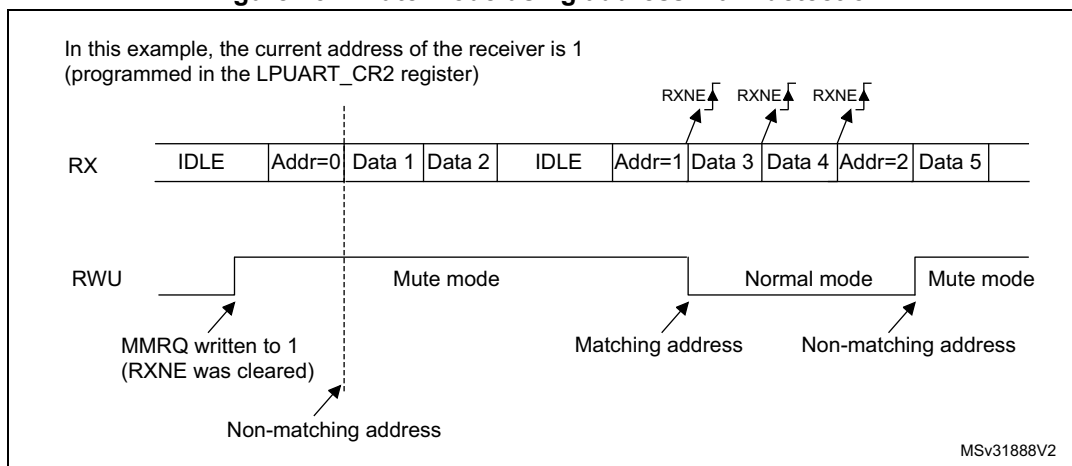 In this example, the current address of the receiver is 1
(programmed in the LPUART_CR2 register)
RXNE RXNE RXNE
RX IDLE Addr=0 Data 1 Data 2 IDLE Addr=1 Data 3 Data 4 Addr=2 Data 5
RWU Mute mode Normal mode Mute mode
MMRQ written to 1
(RXNE was cleared)
Matching address Non-matching address
Non-matching address
MSv31888V2